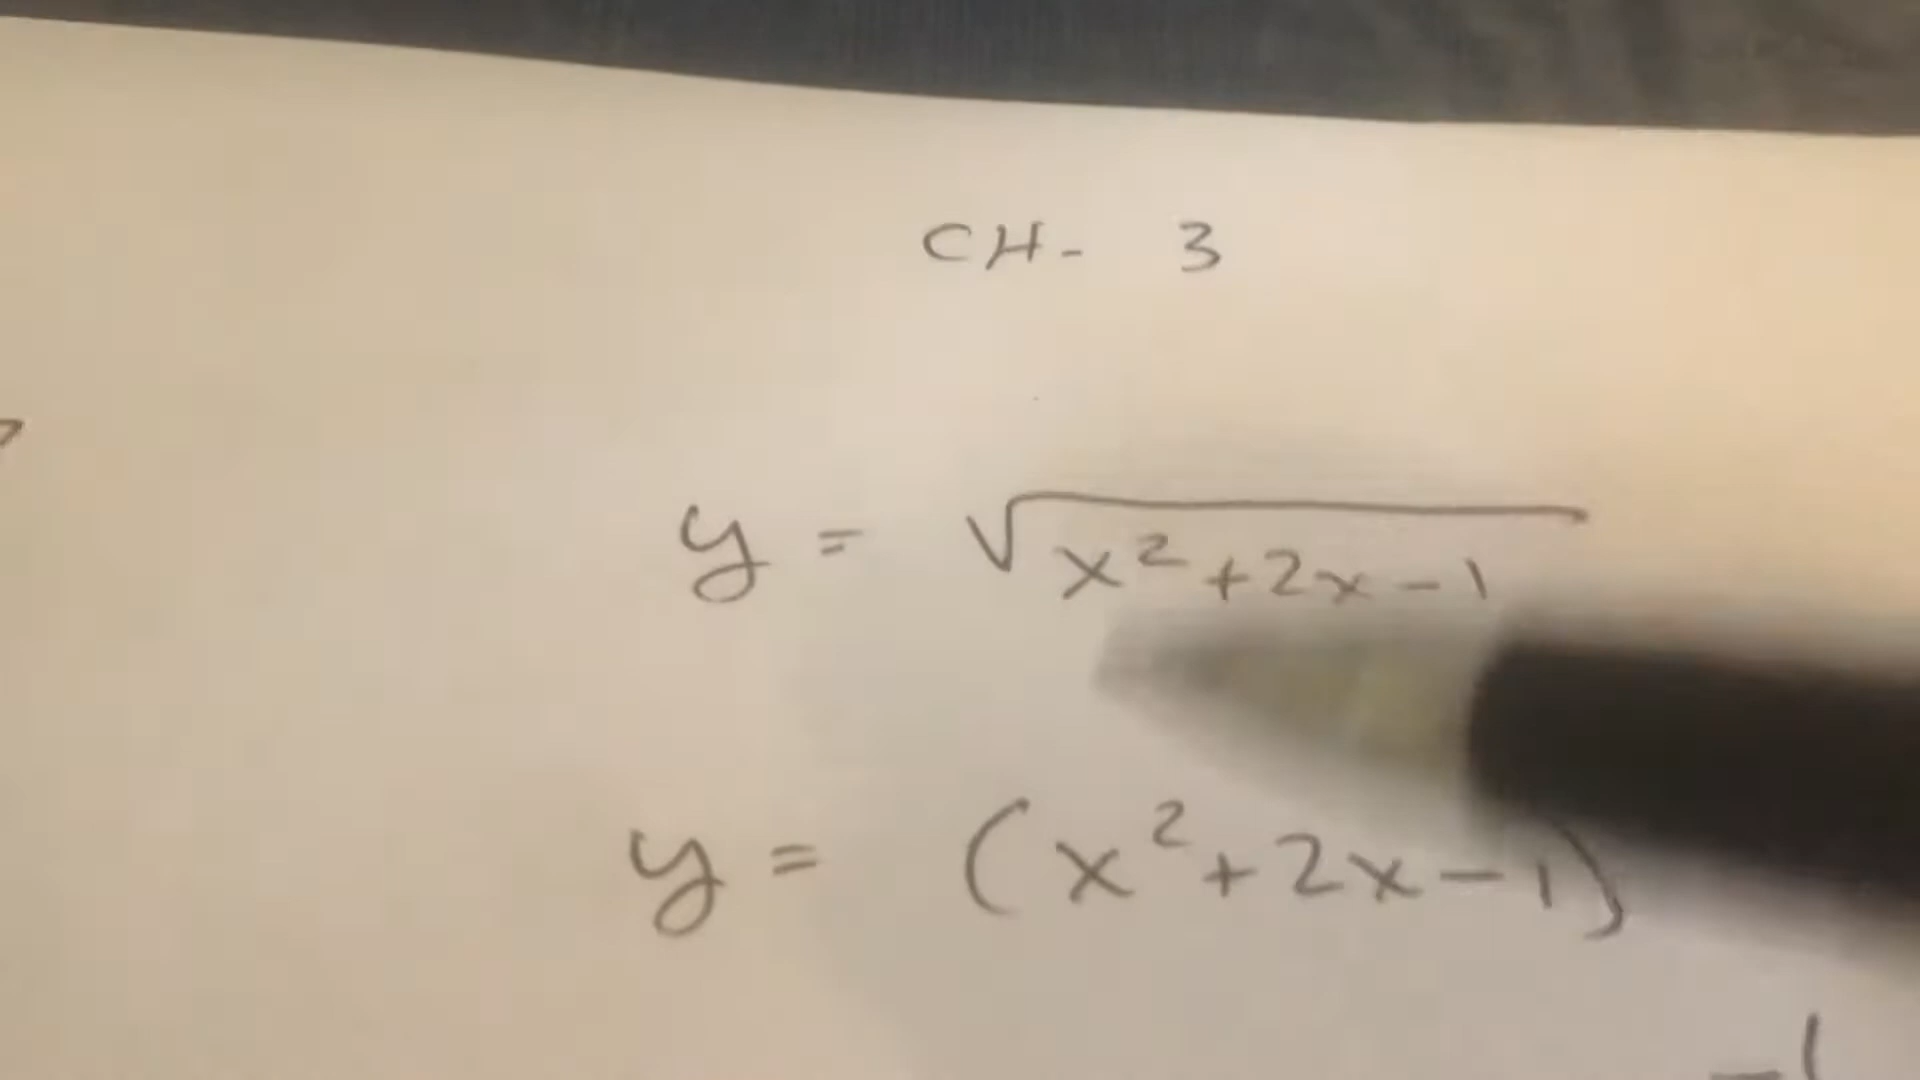 CH- 3
y = √x²+2x-1
y = (x²+2x-1)